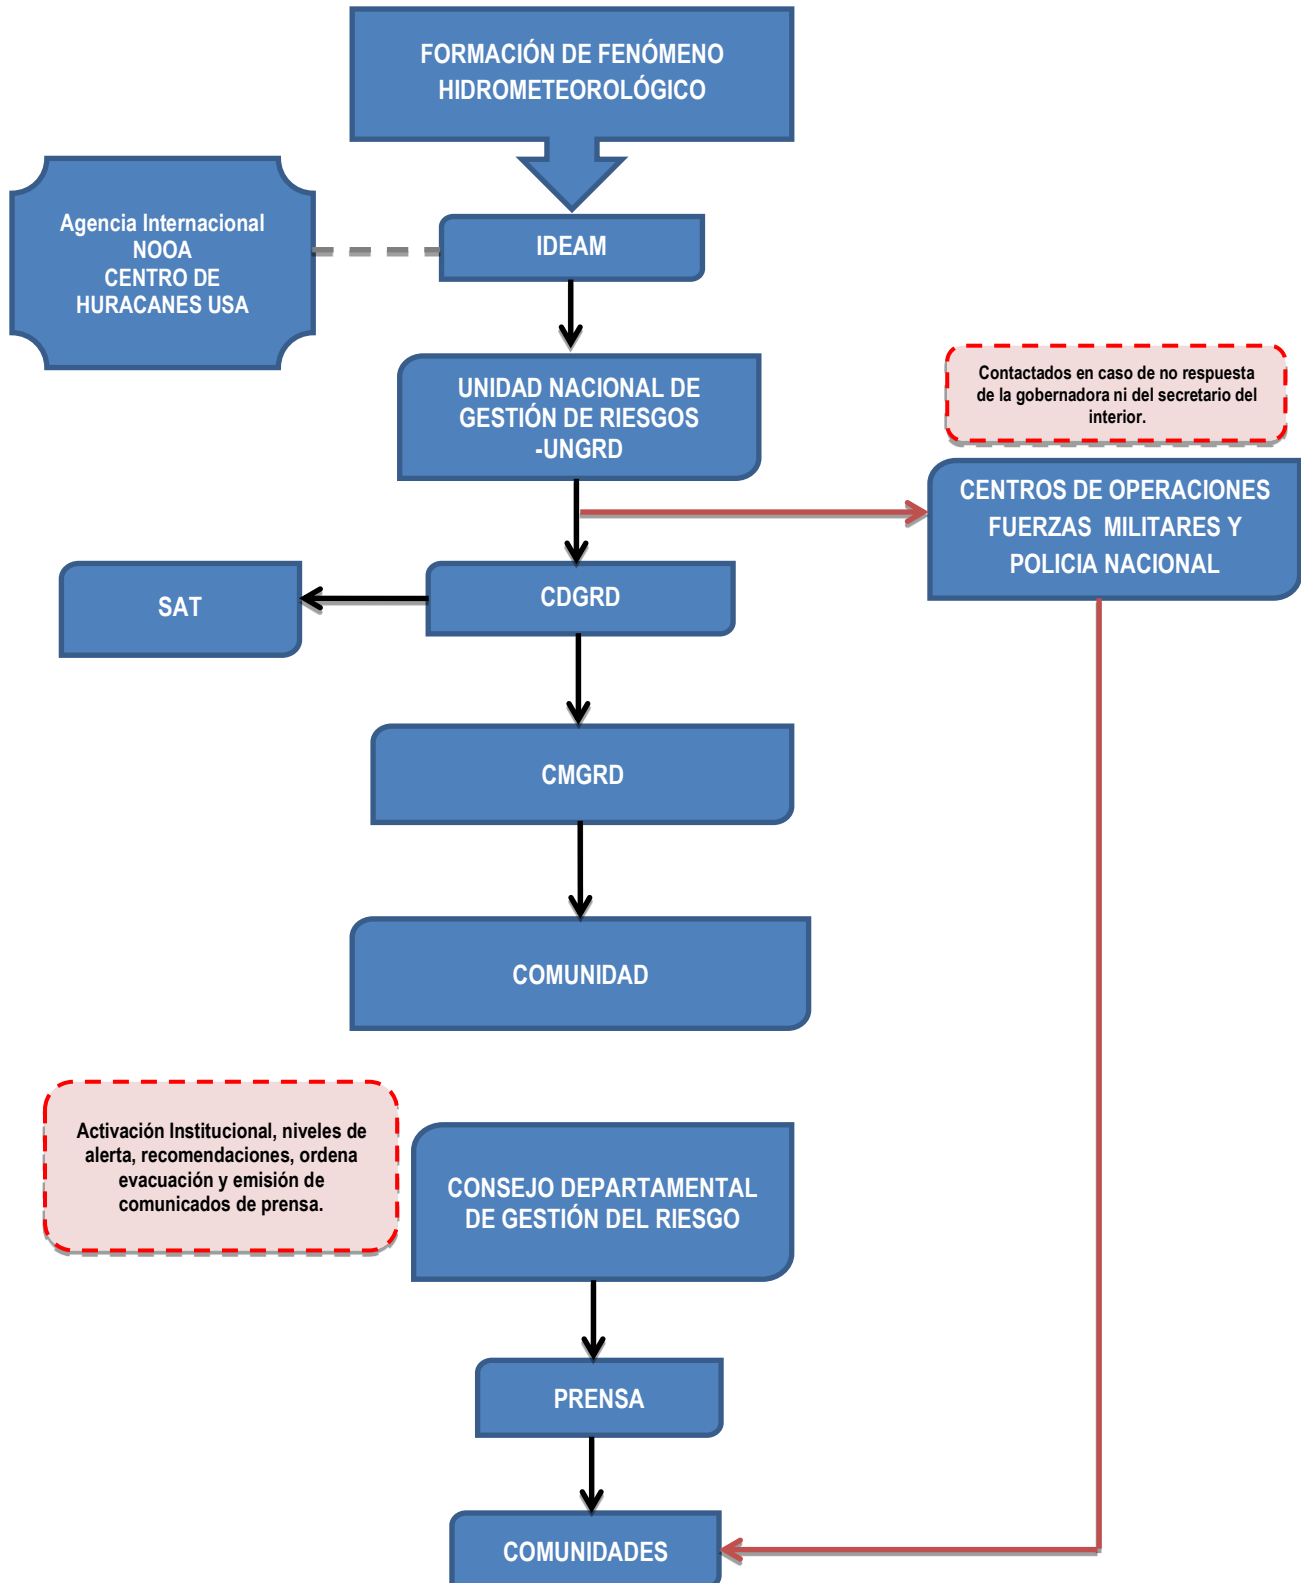 FORMACIÓN DE FENÓMENO
HIDROMETEOROLÓGICO
Agencia Internacional
NOOA
CENTRO DE
HURACANES USA
IDEAM
UNIDAD NACIONAL DE
GESTIÓN DE RIESGOS
-UNGRD
Contactados en caso de no respuesta
de la gobernadora ni del secretario del
interior.
CENTROS DE OPERACIONES
FUERZAS MILITARES Y
POLICIA NACIONAL
SAT
CDGRD
CMGRD
COMUNIDAD
Activación Institucional, niveles de
alerta, recomendaciones, ordena
evacuación y emisión de
comunicados de prensa.
CONSEJO DEPARTAMENTAL
DE GESTIÓN DEL RIESGO
PRENSA
COMUNIDADES